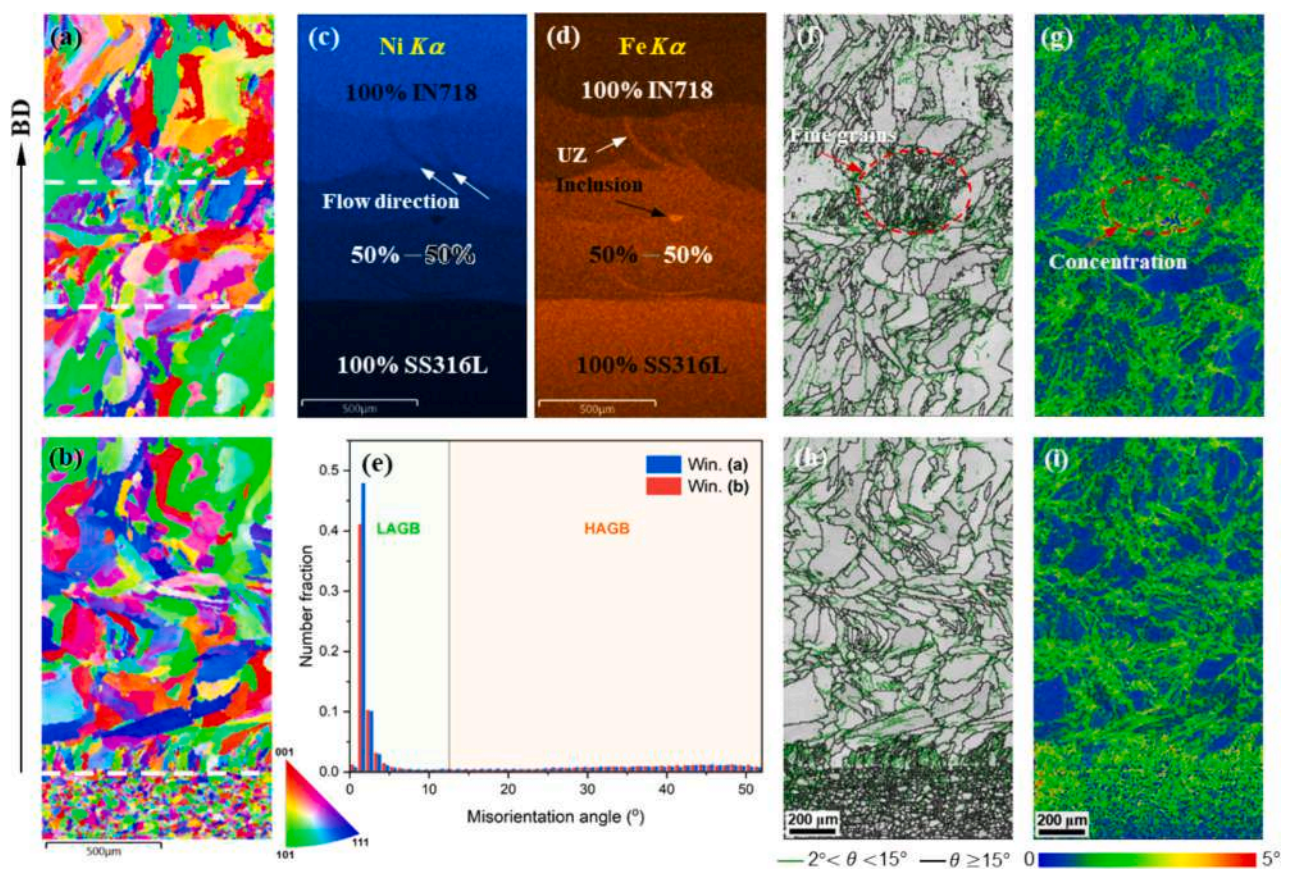 BD
(a)
(c)
Ni Kα
100% IN718
Flow direction
50% — 50%
100% SS316L
500μm
(d)
Fe Kα
100% IN718
UZ
Inclusion
50% — 50%
100% SS316L
500μm
(f)
Fine grains
(g)
Concentration
(b)
001
101
111
500μm
(e)
Number fraction
0.5
0.4
0.3
0.2
0.1
0.0
LAGB
HAGB
Win. (a)
Win. (b)
0 10 20 30 40 50
Misorientation angle (°)
(h)
200 μm
2°< θ <15° θ ≥15°
(i)
200 μm
0 5°